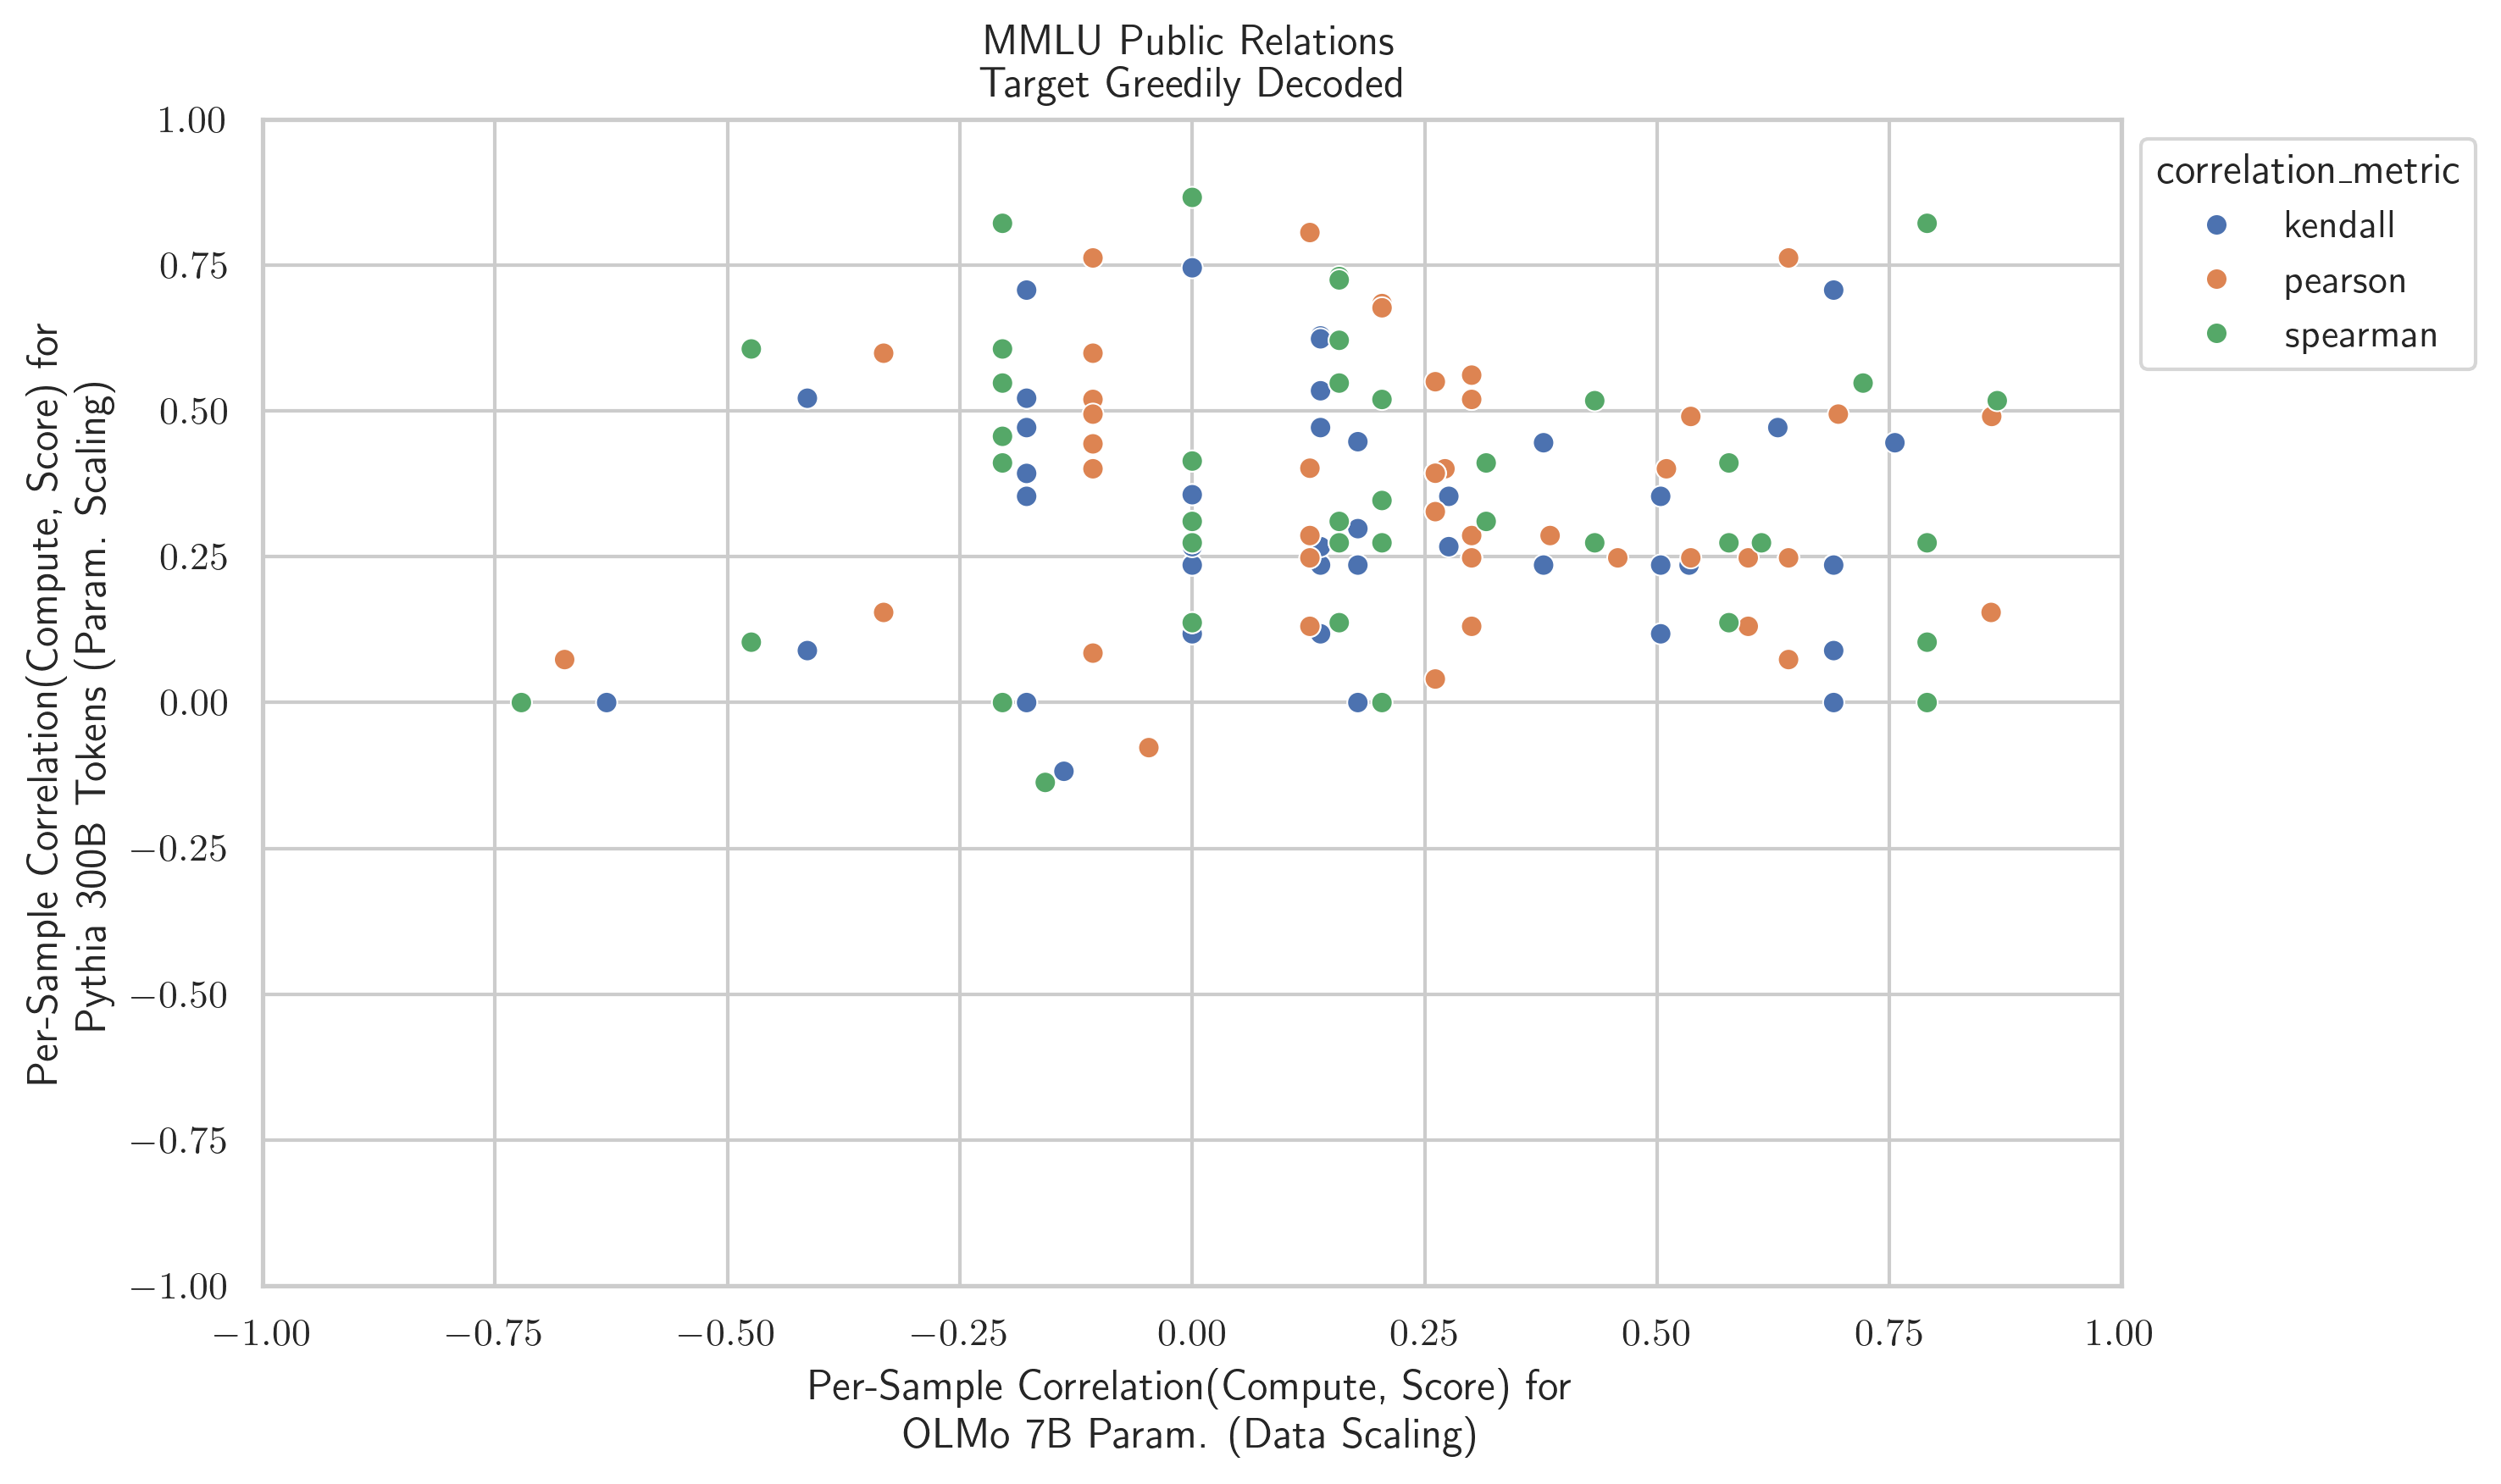 MMLU Public Relations
Target Greedily Decoded
1.00
0.75
0.50
0.25
0.00
−0.25
−0.50
−0.75
−1.00
Per-Sample Correlation(Compute, Score) for
Pythia 300B Tokens (Param. Scaling)
−1.00
−0.75
−0.50
−0.25
0.00
0.25
0.50
0.75
1.00
Per-Sample Correlation(Compute, Score) for
OLMo 7B Param. (Data Scaling)
correlation_metric
kendall
pearson
spearman